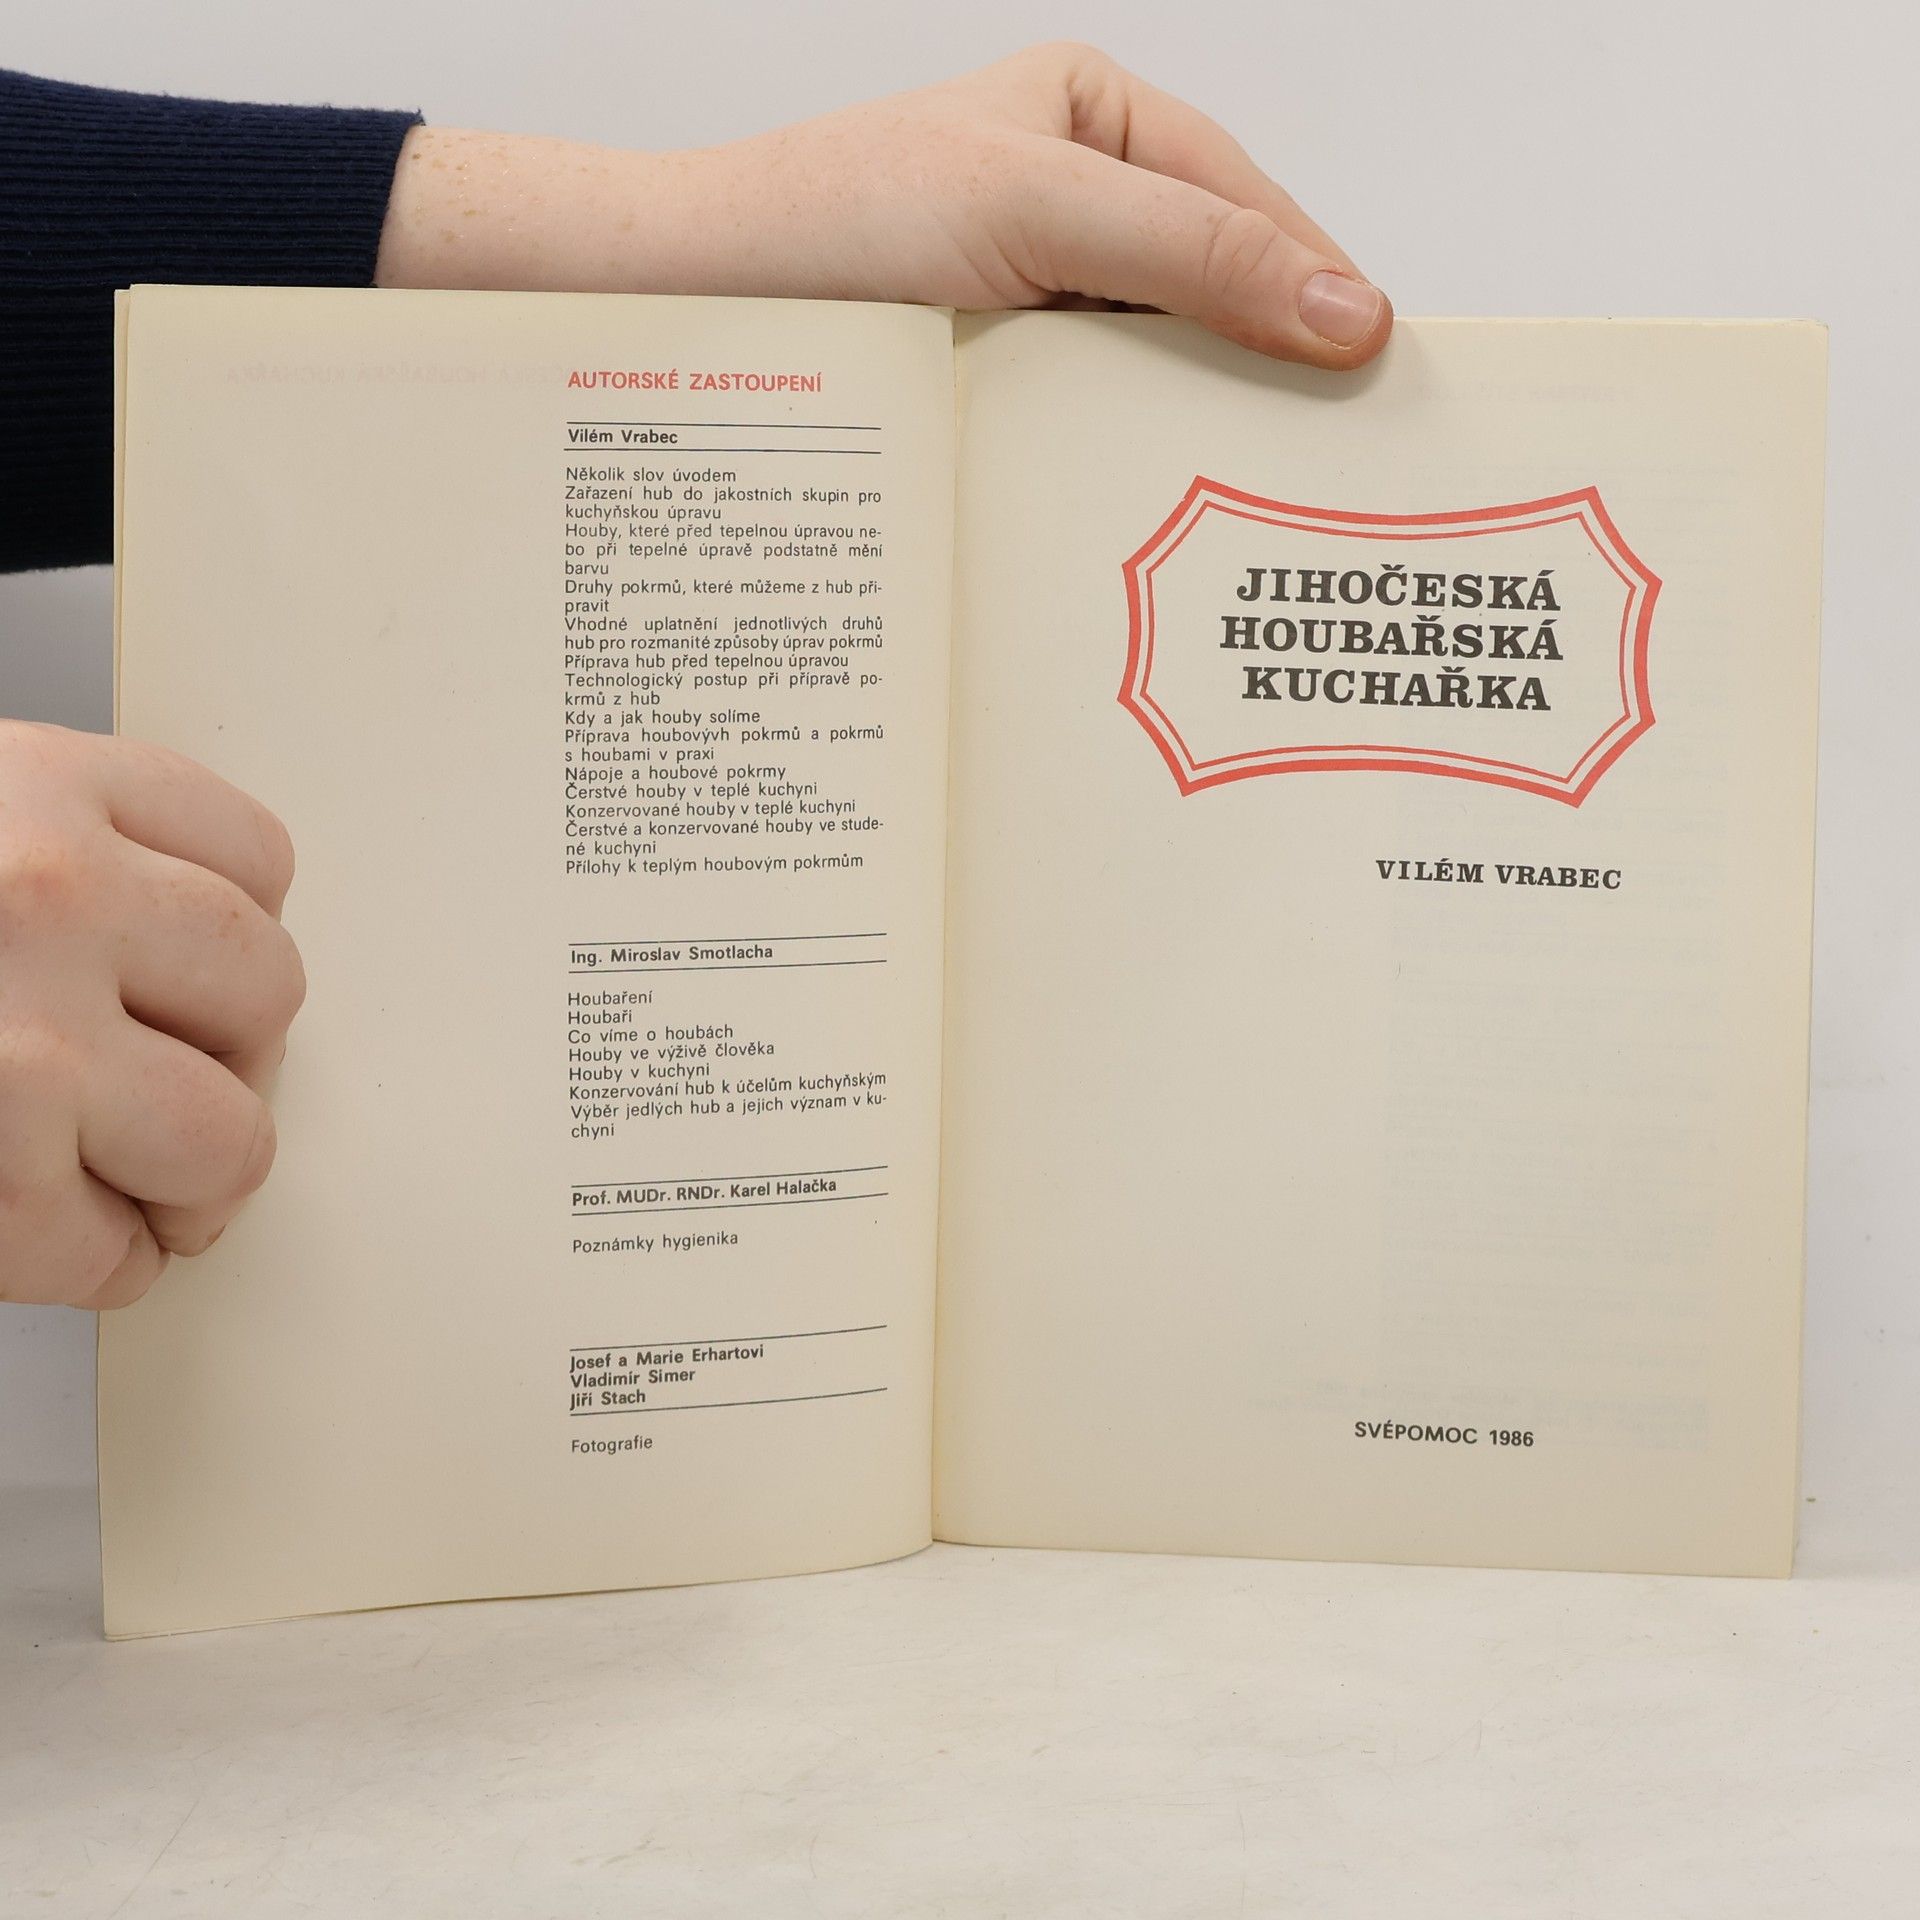 AUTORSKÉ ZASTOUPENÍ
Vilém Vrabec
Několik slov úvodem
Zařazení hub do jakostních skupin pro
kuchyňskou úpravu
Houby, které před tepelnou úpravou ne-
bo při tepelné úpravě podstatně mění
barvu
Druhy pokrmů, které můžeme z hub při-
pravit
Vhodné uplatnění jednotlivých druhů
hub pro rozmanité způsoby úprav pokrmů
Příprava hub před tepelnou úpravou
Technologický postup při přípravě po-
krmů z hub
Kdy a jak houby solíme
Příprava houbovývh pokrmů a pokrmů
s houbami v praxi
Nápoje a houbové pokrmy
Čerstvé houby v teplé kuchyni
Konzervované houby v teplé kuchyni
Čerstvé a konzervované houby ve stude-
né kuchyni
Přílohy k teplým houbovým pokrmům
Ing. Miroslav Smotlacha
Houbaření
Houbaři
Co víme o houbách
Houby ve výživě člověka
Houby v kuchyni
Konzervování hub k účelům kuchyňským
Výběr jedlých hub a jejich význam v ku-
chyni
Prof. MUDr. RNDr. Karel Halačka
Poznámky hygienika
Josef a Marie Erhartovi
Vladimír Simer
Jiří Stach
Fotografie
JIHOČESKÁ
HOUBAŘSKÁ
KUCHAŘKA
VILÉM VRABEC
SVÉPOMOC 1986